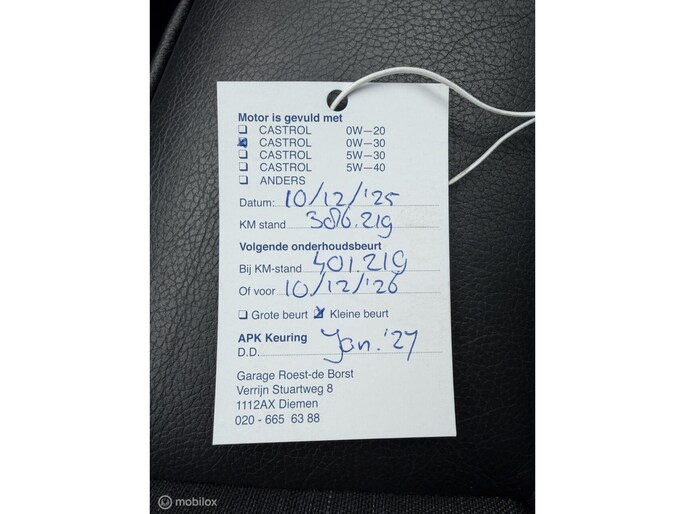 Motor is gevuld met
CASTROL 0W-20
CASTROL 0W-30
CASTROL 5W-30
CASTROL 5W-40
ANDERS
Datum: 10/12/'25
KM stand 386.219
Volgende onderhoudsbeurt
Bij KM-stand 401.219
Of voor 10/12/'26
Grote beurt Kleine beurt
APK Keuring
D.D. Jan. '27
Garage Roest-de Borst
Verrijn Stuartweg 8
1112AX Diemen
020 - 665 63 88
mobilox